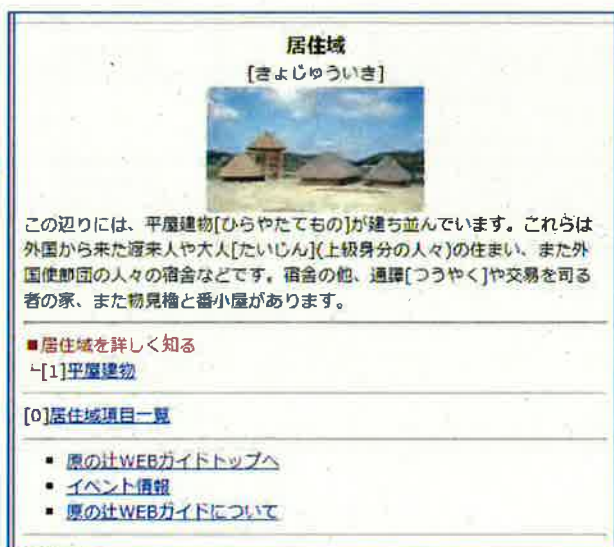 居住域
[きょじゅういき]
この辺りには、平屋建物[ひらやたてもの]が建ち並んでいます。これらは
外国から来た渡来人や大人[たいじん](上級身分の人々)の住まい、また外
国使節団の人々の宿舎などです。宿舎の他、通譯[つうやく]や交易を司る
者の家、また物見櫓と番小屋があります。
■居住域を詳しく知る
└[1]平屋建物
[0]居住域項目一覧
▪ 原の辻WEBガイドトップへ
▪ イベント情報
▪ 原の辻WEBガイドについて